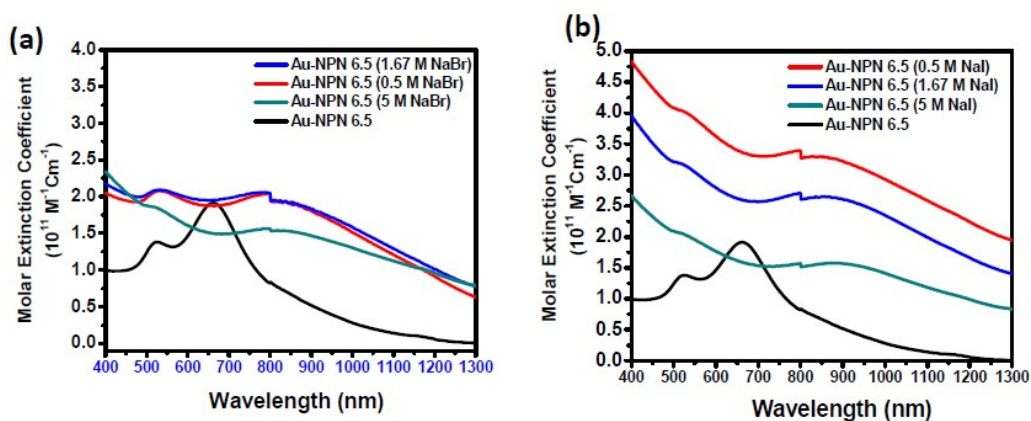 (a)
4.0
3.5
3.0
2.5
2.0
1.5
1.0
0.5
0.0
Molar Extinction Coefficient
(10¹¹ M⁻¹Cm⁻¹)
Au-NPN 6.5 (1.67 M NaBr)
Au-NPN 6.5 (0.5 M NaBr)
Au-NPN 6.5 (5 M NaBr)
Au-NPN 6.5
400 500 600 700 800 900 1000 1100 1200 1300
Wavelength (nm)
(b)
5.0
4.5
4.0
3.5
3.0
2.5
2.0
1.5
1.0
0.5
0.0
Molar Extinction Coefficient
(10¹¹ M⁻¹Cm⁻¹)
Au-NPN 6.5 (0.5 M NaI)
Au-NPN 6.5 (1.67 M NaI)
Au-NPN 6.5 (5 M NaI)
Au-NPN 6.5
400 500 600 700 800 900 1000 1100 1200 1300
Wavelength (nm)